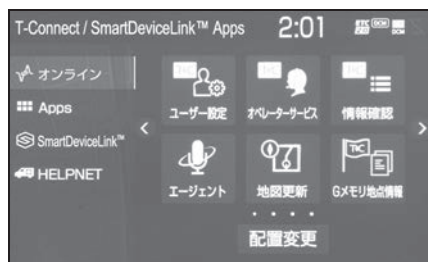 T-Connect / SmartDeviceLink™ Apps 2:01
DCM
オンライン
Apps
SmartDeviceLink™
HELPNET
ユーザー設定
オペレーターサービス
情報確認
エージェント
地図更新
TNC
Gメモリ地点情報
配置変更